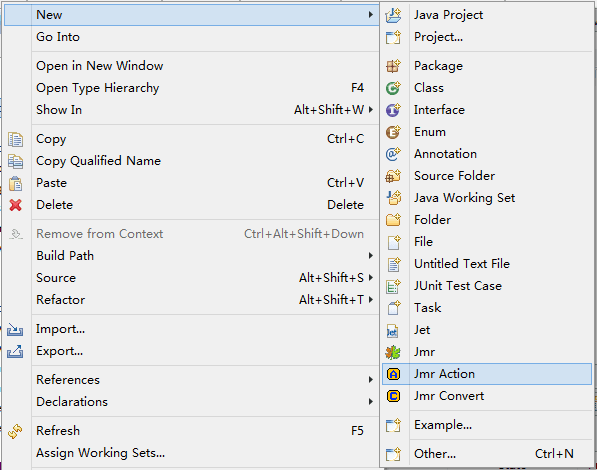 New
Go Into
Open in New Window
Open Type Hierarchy F4
Show In Alt+Shift+W
Copy Ctrl+C
Copy Qualified Name
Paste Ctrl+V
Delete Delete
Remove from Context Ctrl+Alt+Shift+Down
Build Path
Source Alt+Shift+S
Refactor Alt+Shift+T
Import...
Export...
References
Declarations
Refresh F5
Assign Working Sets...
Java Project
Project...
Package
Class
Interface
Enum
Annotation
Source Folder
Java Working Set
Folder
File
Untitled Text File
JUnit Test Case
Task
Jet
Jmr
Jmr Action
Jmr Convert
Example...
Other... Ctrl+N